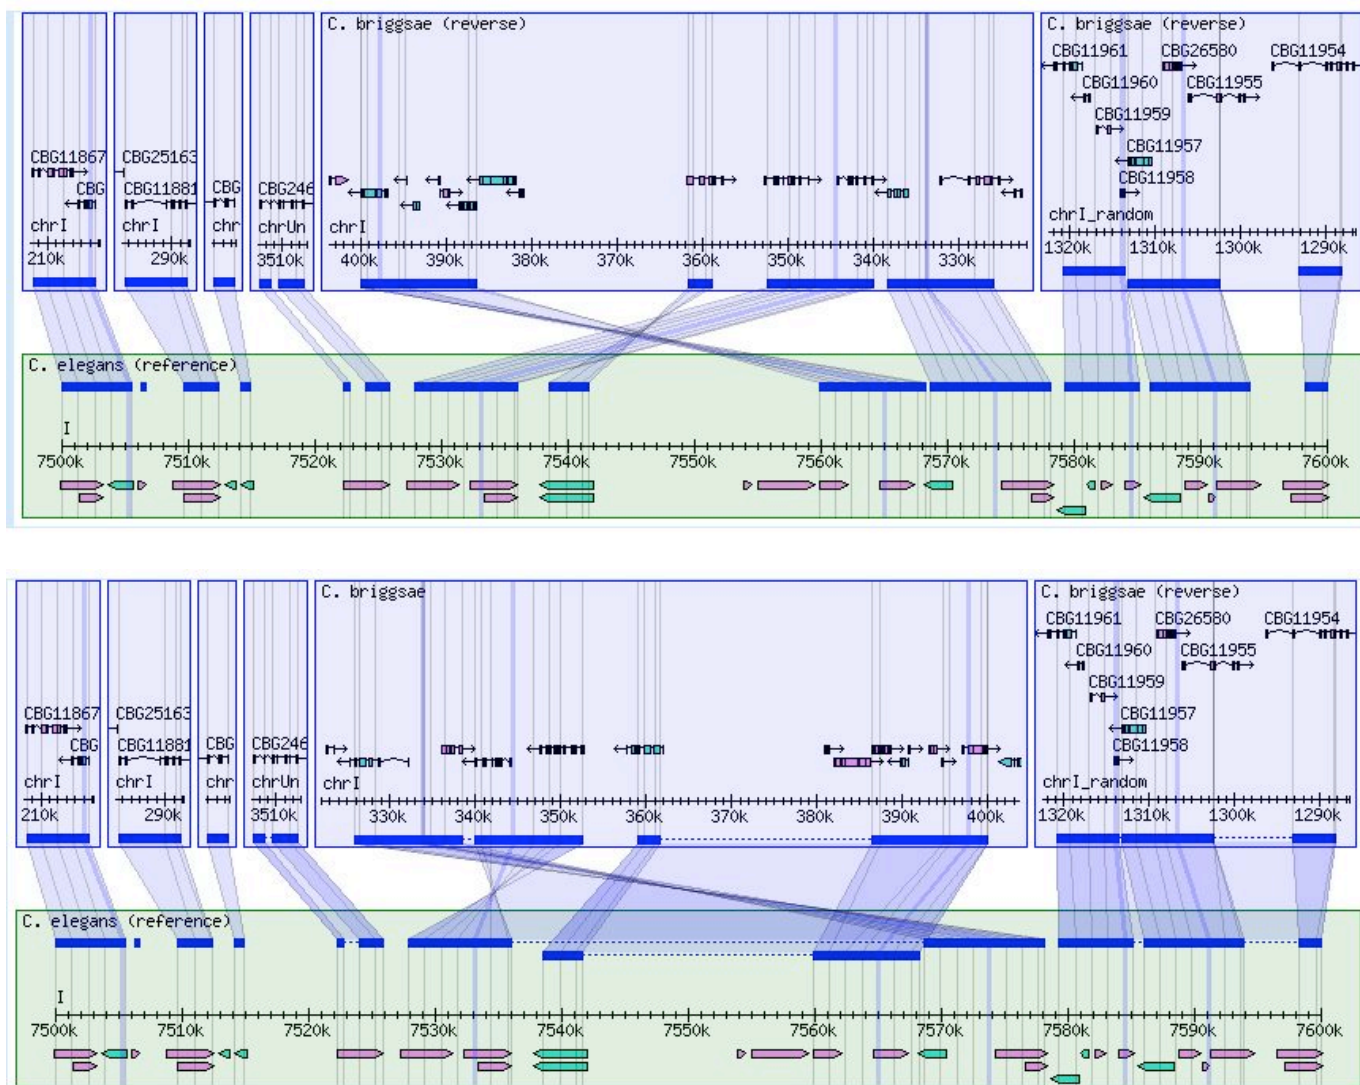 C. briggsae (reverse) C. briggsae (reverse)
CBG11961 CBG26580 CBG11954
CBG11960 CBG11955
CBG11959
CBG11867 CBG25163 CBG11957
CBG CBG11881 CBG CBG246 CBG11958
chrI chrI chr chrUn chrI chrI_random
210k 290k 3510k 400k 390k 380k 370k 360k 350k 340k 330k 1320k 1310k 1300k 1290k
C. elegans (reference)
I
7500k 7510k 7520k 7530k 7540k 7550k 7560k 7570k 7580k 7590k 7600k
C. briggsae C. briggsae (reverse)
CBG11961 CBG26580 CBG11954
CBG11960 CBG11955
CBG11959
CBG11867 CBG25163 CBG11957
CBG CBG11881 CBG CBG246 CBG11958
chrI chrI chr chrUn chrI chrI_random
210k 290k 3510k 330k 340k 350k 360k 370k 380k 390k 400k 1320k 1310k 1300k 1290k
C. elegans (reference)
I
7500k 7510k 7520k 7530k 7540k 7550k 7560k 7570k 7580k 7590k 7600k